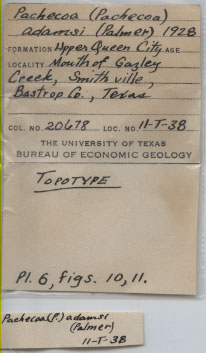 Pachecoa (Pachecoa)
adamsi (Palmer) 1928
FORMATION Upper Queen City AGE
LOCALITY Mouth of Gazley
Creek, Smithville,
Bastrop Co., Texas
COL. NO. 20678 LOC. NO. 11-T-38
THE UNIVERSITY OF TEXAS
BUREAU OF ECONOMIC GEOLOGY
TOPOTYPE
Pl. 6, figs. 10, 11.
Pachecoa (P.) adamsi
(Palmer)
11-T-38